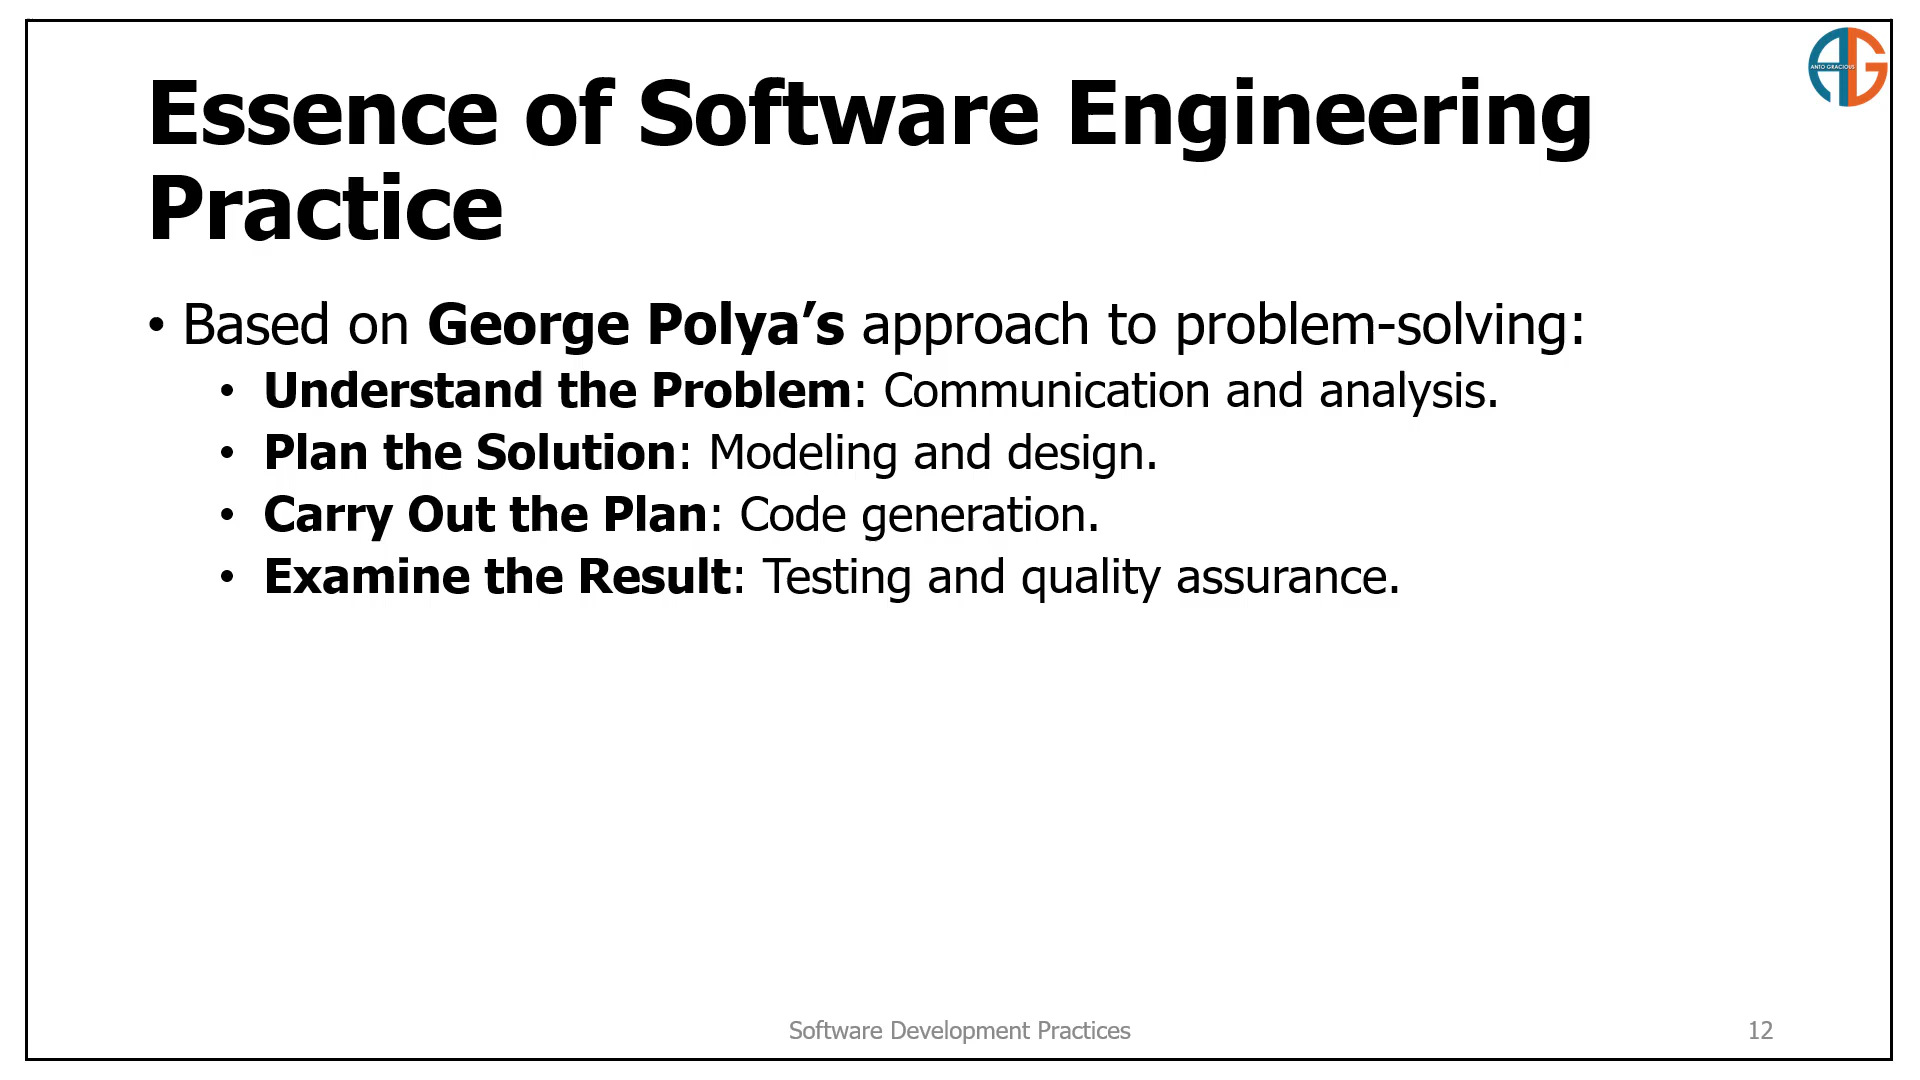 ANTO GRACIOUS
Essence of Software Engineering
Practice
• Based on George Polya’s approach to problem-solving:
• Understand the Problem: Communication and analysis.
• Plan the Solution: Modeling and design.
• Carry Out the Plan: Code generation.
• Examine the Result: Testing and quality assurance.
Software Development Practices
12